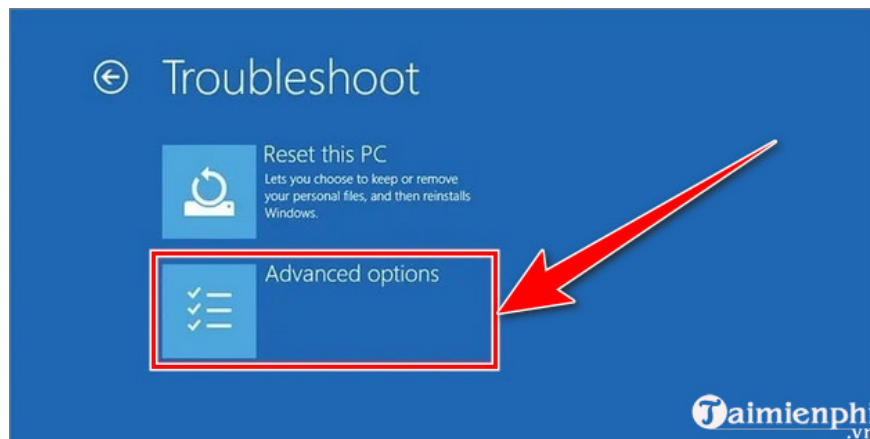 Troubleshoot
Reset this PC
Lets you choose to keep or remove
your personal files, and then reinstalls
Windows.
Advanced options
Taimienphi
.vn